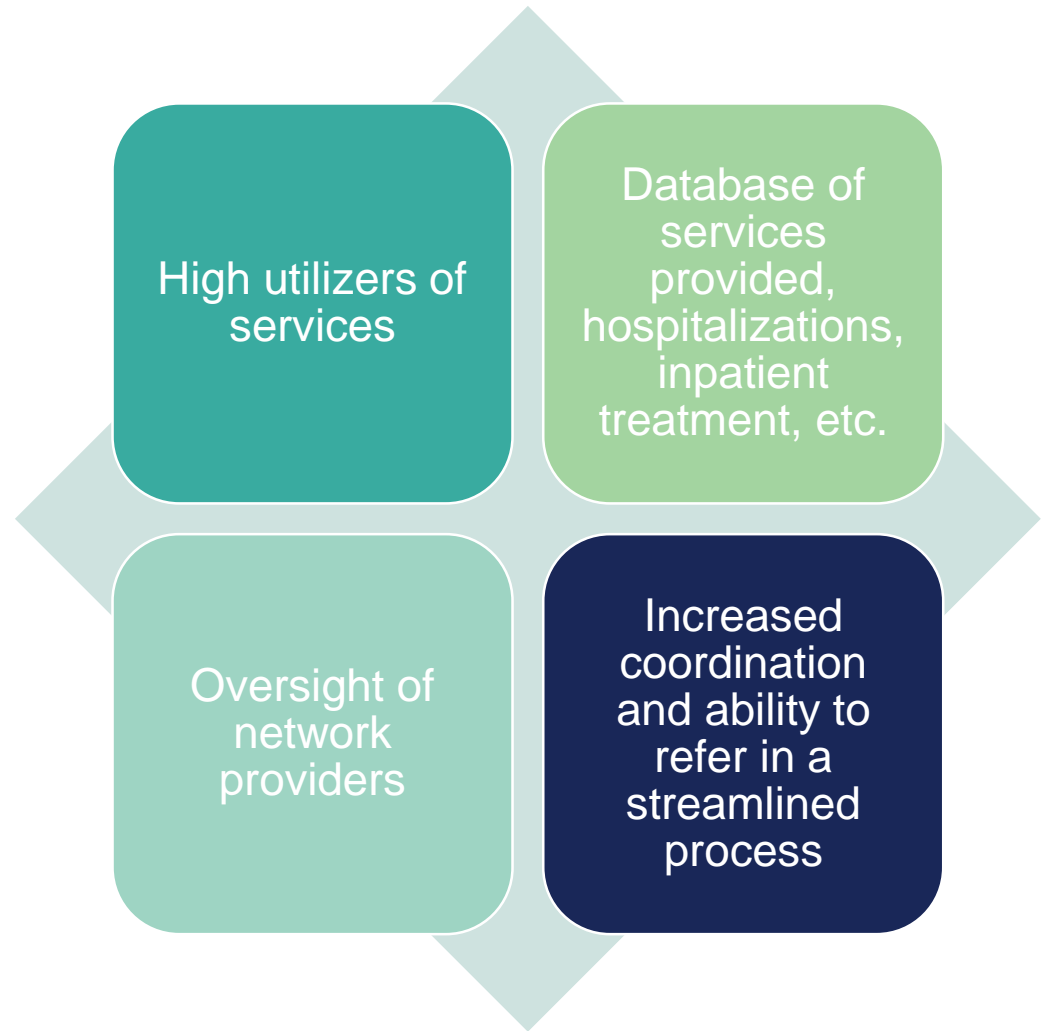 High utilizers of
services
Database of
services
provided,
hospitalizations,
inpatient
treatment, etc.
Oversight of
network
providers
Increased
coordination
and ability to
refer in a
streamlined
process